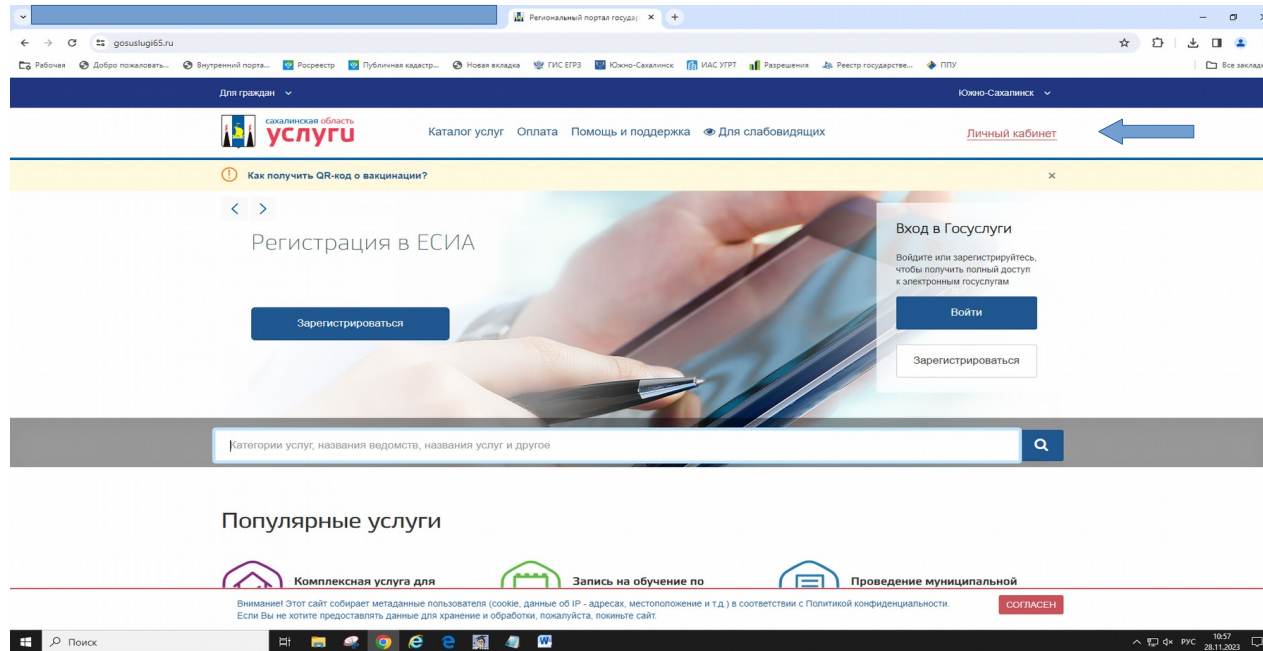 Региональный портал государ
gosuslugi65.ru
Рабочая Добро пожаловать... Внутренний порта... Росреестр Публичная кадастр... Новая вкладка ГИС ЕГРЗ Южно-Сахалинск ИАС УГРТ Разрешения Реестр государстве... ППУ Все заклад
Для граждан Южно-Сахалинск
сахалинская область
услуги
Каталог услуг Оплата Помощь и поддержка Для слабовидящих Личный кабинет
Как получить QR-код о вакцинации?
Регистрация в ЕСИА
Зарегистрироваться
Вход в Госуслуги
Войдите или зарегистрируйтесь,
чтобы получить полный доступ
к электронным госуслугам
Войти
Зарегистрироваться
Категории услуг, названия ведомств, названия услуг и другое
Популярные услуги
Комплексная услуга для
Запись на обучение по
Проведение муниципальной
Внимание! Этот сайт собирает метаданные пользователя (cookie, данные об IP - адресах, местоположение и т.д.) в соответствии с Политикой конфиденциальности.
Если Вы не хотите предоставлять данные для хранение и обработки, пожалуйста, покиньте сайт.
СОГЛАСЕН
Поиск
РУС
10:57
28.11.2023